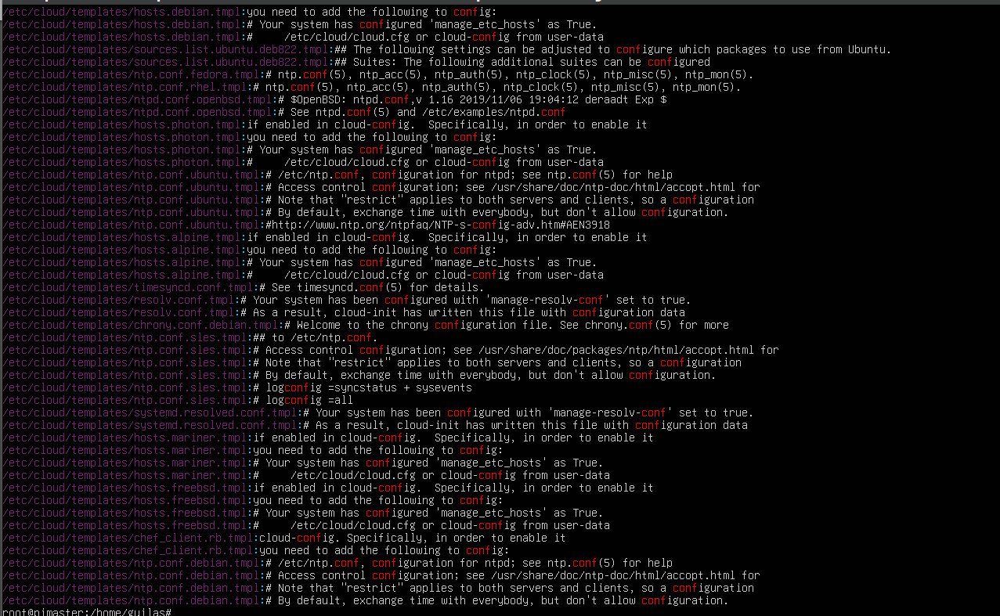 /etc/cloud/templates/hosts.debian.tmpl:you need to add the following to config:
/etc/cloud/templates/hosts.debian.tmpl:# Your system has configured 'manage_etc_hosts' as True.
/etc/cloud/templates/hosts.debian.tmpl:#     /etc/cloud/cloud.cfg or cloud-config from user-data
/etc/cloud/templates/sources.list.ubuntu.deb822.tmpl:## The following settings can be adjusted to configure which packages to use from Ubuntu.
/etc/cloud/templates/sources.list.ubuntu.deb822.tmpl:## Suites: The following additional suites can be configured
/etc/cloud/templates/ntp.conf.fedora.tmpl:# ntp.conf(5), ntp_acc(5), ntp_auth(5), ntp_clock(5), ntp_misc(5), ntp_mon(5).
/etc/cloud/templates/ntp.conf.rhel.tmpl:# ntp.conf(5), ntp_acc(5), ntp_auth(5), ntp_clock(5), ntp_misc(5), ntp_mon(5).
/etc/cloud/templates/ntpd.conf.openbsd.tmpl:# $OpenBSD: ntpd.conf,v 1.16 2019/11/06 19:04:12 deraadt Exp $
/etc/cloud/templates/ntpd.conf.openbsd.tmpl:# See ntpd.conf(5) and /etc/examples/ntpd.conf
/etc/cloud/templates/hosts.photon.tmpl:if enabled in cloud-config.  Specifically, in order to enable it
/etc/cloud/templates/hosts.photon.tmpl:you need to add the following to config:
/etc/cloud/templates/hosts.photon.tmpl:# Your system has configured 'manage_etc_hosts' as True.
/etc/cloud/templates/hosts.photon.tmpl:#     /etc/cloud/cloud.cfg or cloud-config from user-data
/etc/cloud/templates/ntp.conf.ubuntu.tmpl:# /etc/ntp.conf, configuration for ntpd; see ntp.conf(5) for help
/etc/cloud/templates/ntp.conf.ubuntu.tmpl:# Access control configuration; see /usr/share/doc/ntp-doc/html/accopt.html for
/etc/cloud/templates/ntp.conf.ubuntu.tmpl:# Note that "restrict" applies to both servers and clients, so a configuration
/etc/cloud/templates/ntp.conf.ubuntu.tmpl:# By default, exchange time with everybody, but don't allow configuration.
/etc/cloud/templates/ntp.conf.ubuntu.tmpl:#http://www.ntp.org/ntpfaq/NTP-s-config-adv.htm#AEN3918
/etc/cloud/templates/hosts.alpine.tmpl:if enabled in cloud-config.  Specifically, in order to enable it
/etc/cloud/templates/hosts.alpine.tmpl:you need to add the following to config:
/etc/cloud/templates/hosts.alpine.tmpl:# Your system has configured 'manage_etc_hosts' as True.
/etc/cloud/templates/hosts.alpine.tmpl:#     /etc/cloud/cloud.cfg or cloud-config from user-data
/etc/cloud/templates/timesyncd.conf.tmpl:# See timesyncd.conf(5) for details.
/etc/cloud/templates/resolv.conf.tmpl:# Your system has been configured with 'manage-resolv-conf' set to true.
/etc/cloud/templates/resolv.conf.tmpl:# As a result, cloud-init has written this file with configuration data
/etc/cloud/templates/chrony.conf.debian.tmpl:# Welcome to the chrony configuration file. See chrony.conf(5) for more
/etc/cloud/templates/ntp.conf.sles.tmpl:## to /etc/ntp.conf.
/etc/cloud/templates/ntp.conf.sles.tmpl:# Access control configuration; see /usr/share/doc/packages/ntp/html/accopt.html for
/etc/cloud/templates/ntp.conf.sles.tmpl:# Note that "restrict" applies to both servers and clients, so a configuration
/etc/cloud/templates/ntp.conf.sles.tmpl:# By default, exchange time with everybody, but don't allow configuration.
/etc/cloud/templates/ntp.conf.sles.tmpl:# logconfig =syncstatus + sysevents
/etc/cloud/templates/ntp.conf.sles.tmpl:# logconfig =all
/etc/cloud/templates/systemd.resolved.conf.tmpl:# Your system has been configured with 'manage-resolv-conf' set to true.
/etc/cloud/templates/systemd.resolved.conf.tmpl:# As a result, cloud-init has written this file with configuration data
/etc/cloud/templates/hosts.mariner.tmpl:if enabled in cloud-config.  Specifically, in order to enable it
/etc/cloud/templates/hosts.mariner.tmpl:you need to add the following to config:
/etc/cloud/templates/hosts.mariner.tmpl:# Your system has configured 'manage_etc_hosts' as True.
/etc/cloud/templates/hosts.mariner.tmpl:#     /etc/cloud/cloud.cfg or cloud-config from user-data
/etc/cloud/templates/hosts.freebsd.tmpl:if enabled in cloud-config.  Specifically, in order to enable it
/etc/cloud/templates/hosts.freebsd.tmpl:you need to add the following to config:
/etc/cloud/templates/hosts.freebsd.tmpl:# Your system has configured 'manage_etc_hosts' as True.
/etc/cloud/templates/hosts.freebsd.tmpl:#     /etc/cloud/cloud.cfg or cloud-config from user-data
/etc/cloud/templates/chef_client.rb.tmpl:cloud-config. Specifically, in order to enable it
/etc/cloud/templates/chef_client.rb.tmpl:you need to add the following to config:
/etc/cloud/templates/ntp.conf.debian.tmpl:# /etc/ntp.conf, configuration for ntpd; see ntp.conf(5) for help
/etc/cloud/templates/ntp.conf.debian.tmpl:# Access control configuration; see /usr/share/doc/ntp-doc/html/accopt.html for
/etc/cloud/templates/ntp.conf.debian.tmpl:# Note that "restrict" applies to both servers and clients, so a configuration
/etc/cloud/templates/ntp.conf.debian.tmpl:# By default, exchange time with everybody, but don't allow configuration.